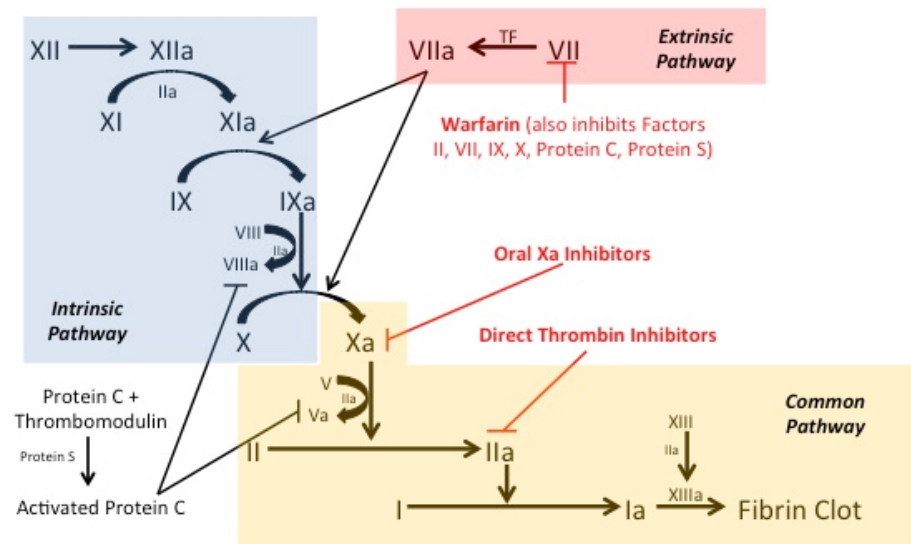 XII
XIIa
TF
VIIa
VII
Extrinsic
Pathway
IIa
XI
XIa
Warfarin (also inhibits Factors
II, VII, IX, X, Protein C, Protein S)
IX
IXa
VIII
IIa
VIIIa
Oral Xa Inhibitors
Intrinsic
Pathway
X
Xa
Direct Thrombin Inhibitors
Protein C +
Thrombomodulin
V
IIa
Va
Common
Pathway
XIII
Protein S
II
IIa
IIa
Activated Protein C
I
Ia
XIIIa
Fibrin Clot